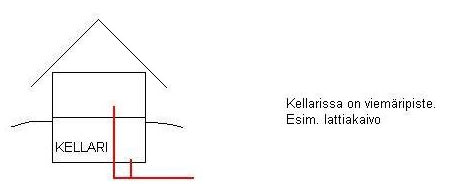 Kellarissa on viemäripiste.
Esim. lattiakaivo
KELLARI